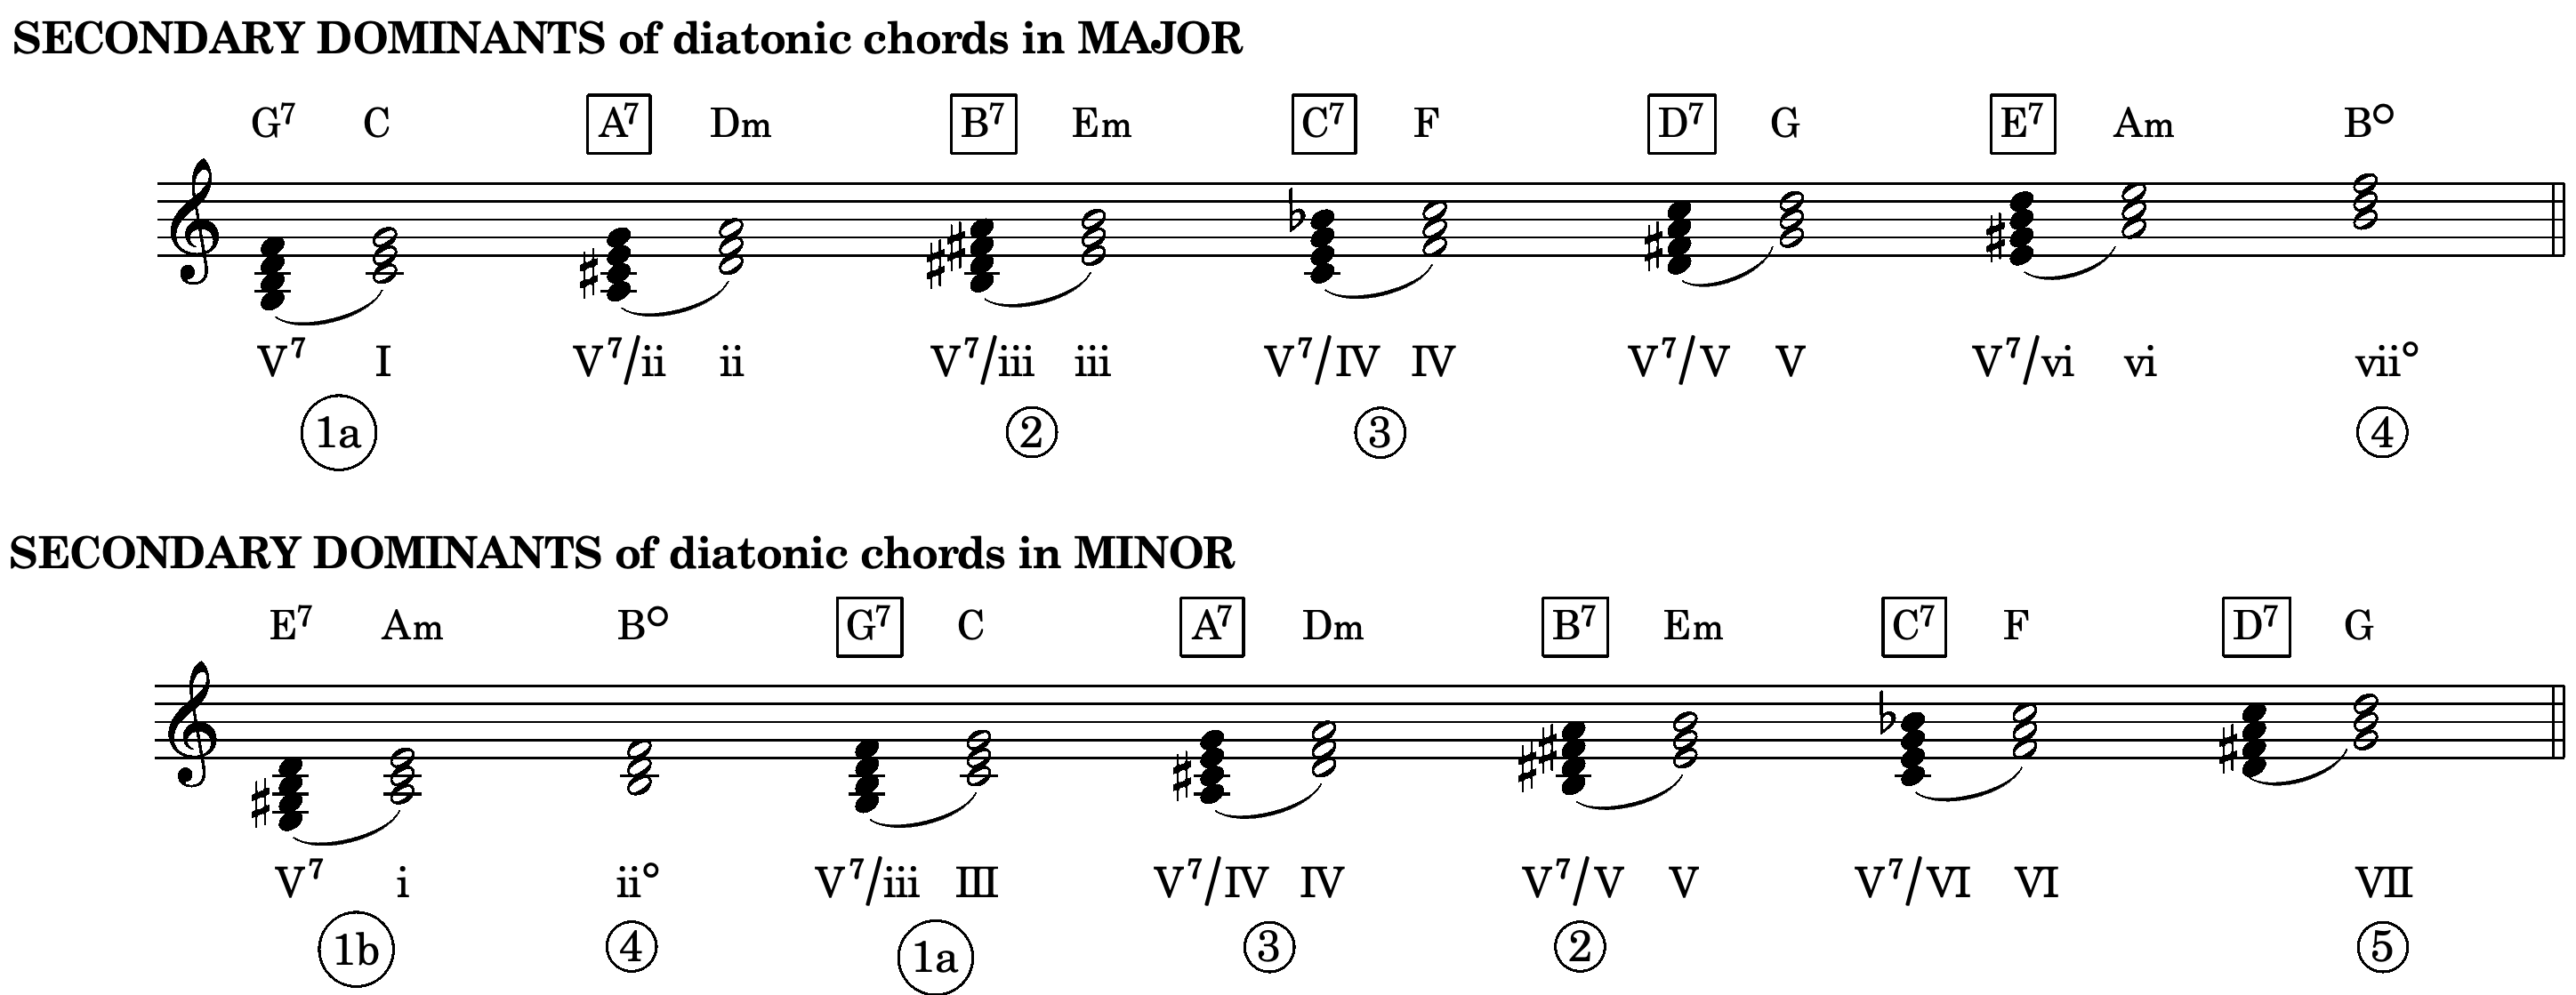 SECONDARY DOMINANTS of diatonic chords in MAJOR
G7 C A7 Dm B7 Em C7 F D7 G E7 Am B°
V7 I V7/ii ii V7/iii iii V7/IV IV V7/V V V7/vi vi vii°
1a 2 3 4
SECONDARY DOMINANTS of diatonic chords in MINOR
E7 Am B° G7 C A7 Dm B7 Em C7 F D7 G
V7 i ii° V7/iii III V7/IV IV V7/V V V7/VI VI VII
1b 4 1a 3 2 5